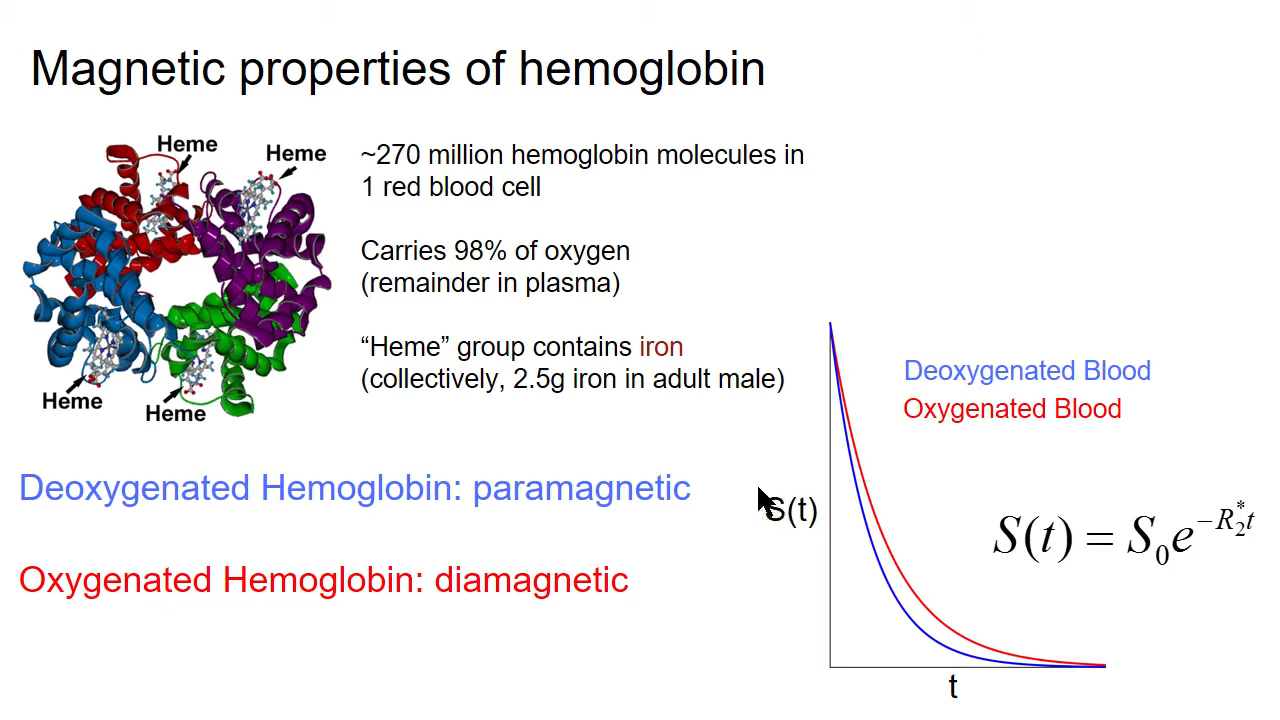 Magnetic properties of hemoglobin
Heme
Heme
Heme
Heme
~270 million hemoglobin molecules in
1 red blood cell
Carries 98% of oxygen
(remainder in plasma)
“Heme” group contains iron
(collectively, 2.5g iron in adult male)
Deoxygenated Hemoglobin: paramagnetic
Oxygenated Hemoglobin: diamagnetic
Deoxygenated Blood
Oxygenated Blood
S(t)
S(t) = S₀e^{-R₂*t}
t